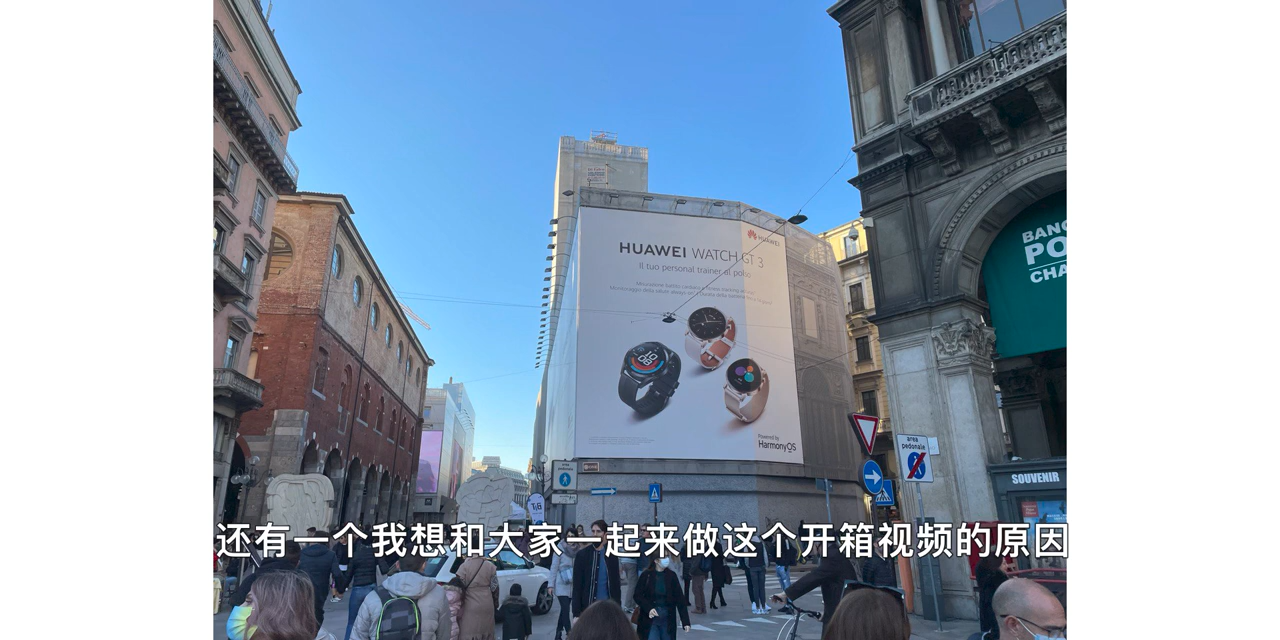 HUAWEI
HUAWEI WATCH GT 3
Il tuo personal trainer al polso
Powered by
HarmonyOS
BANC
PO
CHA
area
pedonale
SOUVENIR
还有一个我想和大家一起来做这个开箱视频的原因